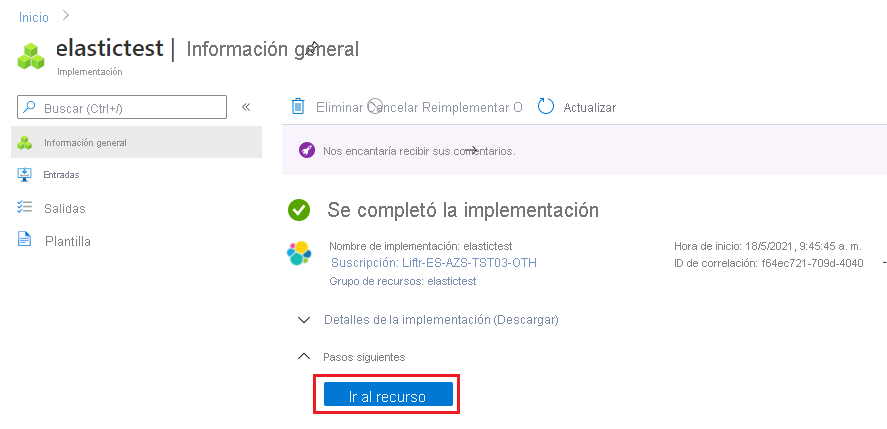 Inicio
elastictest | Información general
Implementación
Buscar (Ctrl+/)
«
Eliminar Cancelar Reimplementar O Actualizar
Información general
Nos encantaría recibir sus comentarios.
Entradas
Salidas
Se completó la implementación
Plantilla
Nombre de implementación: elastictest
Hora de inicio: 18/5/2021, 9:45:45 a. m.
Suscripción: Liftr-ES-AZS-TST03-OTH
ID de correlación: f64ec721-709d-4040 -
Grupo de recursos: elastictest
Detalles de la implementación (Descargar)
Pasos siguientes
Ir al recurso